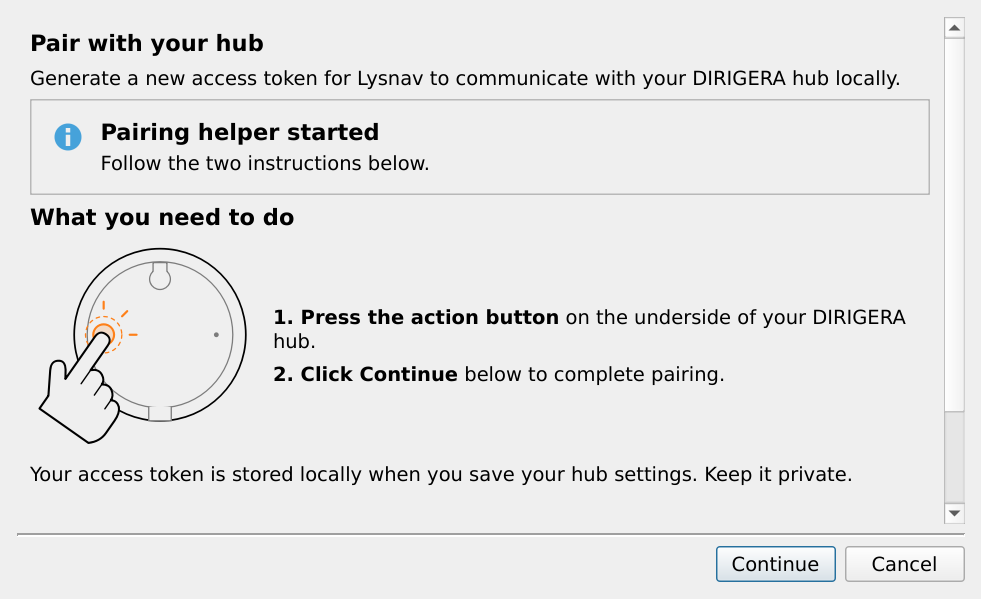 Pair with your hub
Generate a new access token for Lysnav to communicate with your DIRIGERA hub locally.
Pairing helper started
Follow the two instructions below.
What you need to do
1. Press the action button on the underside of your DIRIGERA
hub.
2. Click Continue below to complete pairing.
Your access token is stored locally when you save your hub settings. Keep it private.
Continue
Cancel